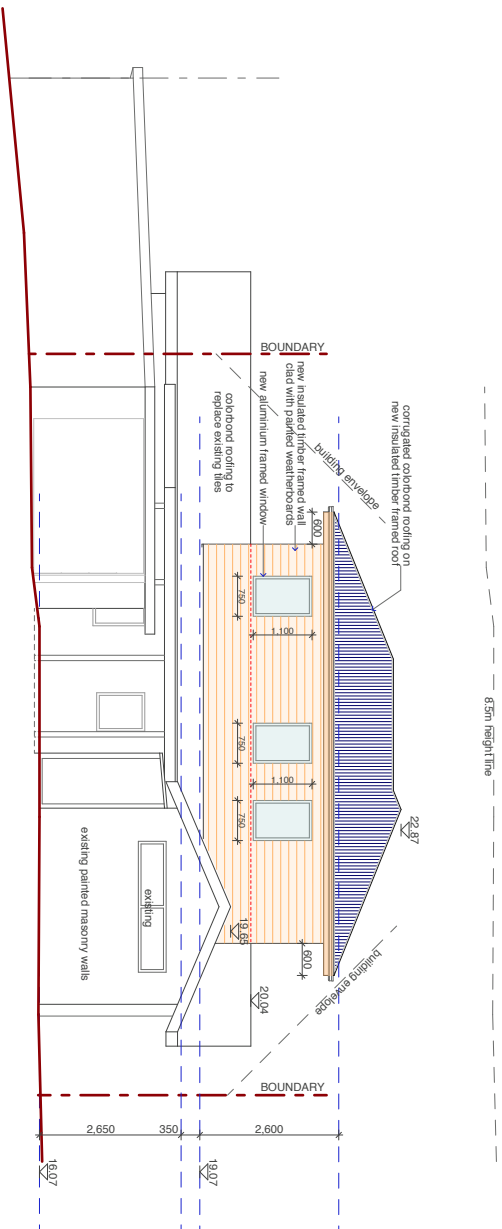 8.5m height line
corrugated colorbond roofing on
new insulated timber framed roof
22.87
building envelope
building envelope
BOUNDARY
BOUNDARY
new insulated timber framed wall
clad with painted weatherboards
new aluminium framed window
colorbond roofing to
replace existing tiles
600
600
1,100
1,100
750
750
750
19.65
20.04
existing
existing painted masonry walls
2,650
350
2,600
16.07
19.07